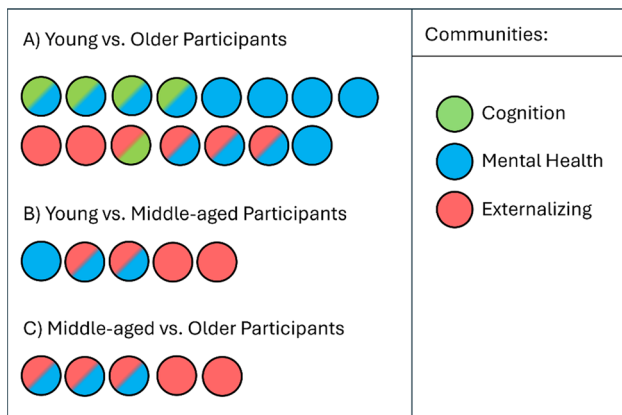 A) Young vs. Older Participants
B) Young vs. Middle-aged Participants
C) Middle-aged vs. Older Participants
Communities:
Cognition
Mental Health
Externalizing